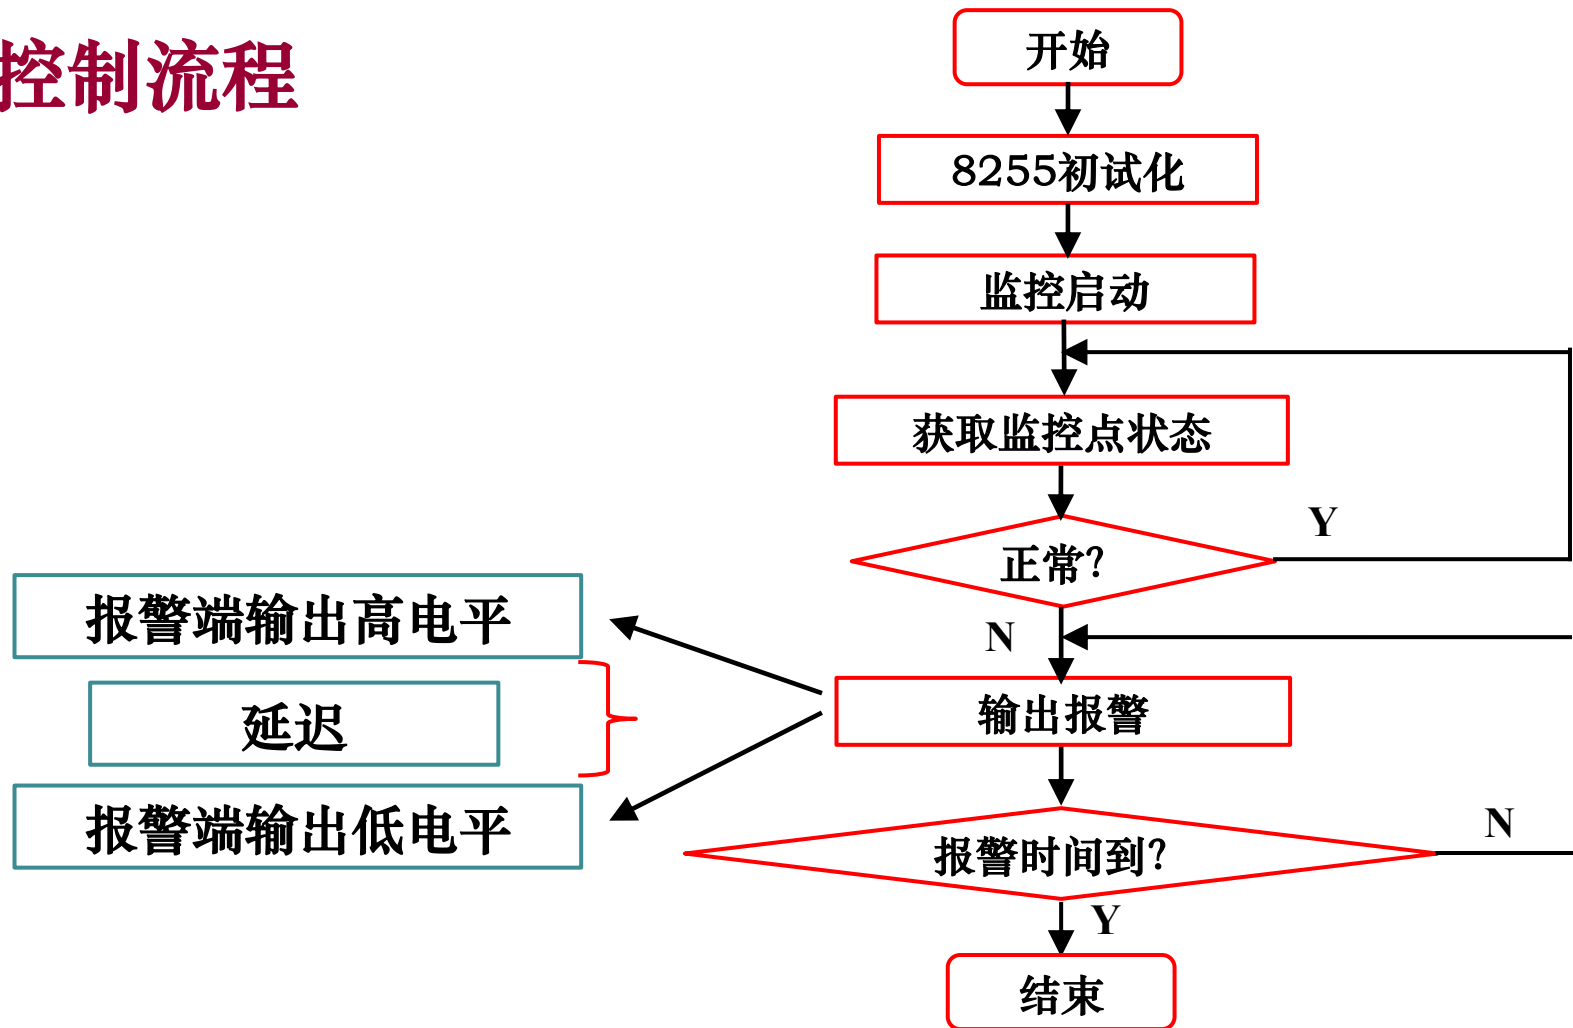 控制流程
开始
8255初试化
监控启动
获取监控点状态
正常?
Y
N
报警端输出高电平
延迟
报警端输出低电平
输出报警
报警时间到?
N
Y
结束